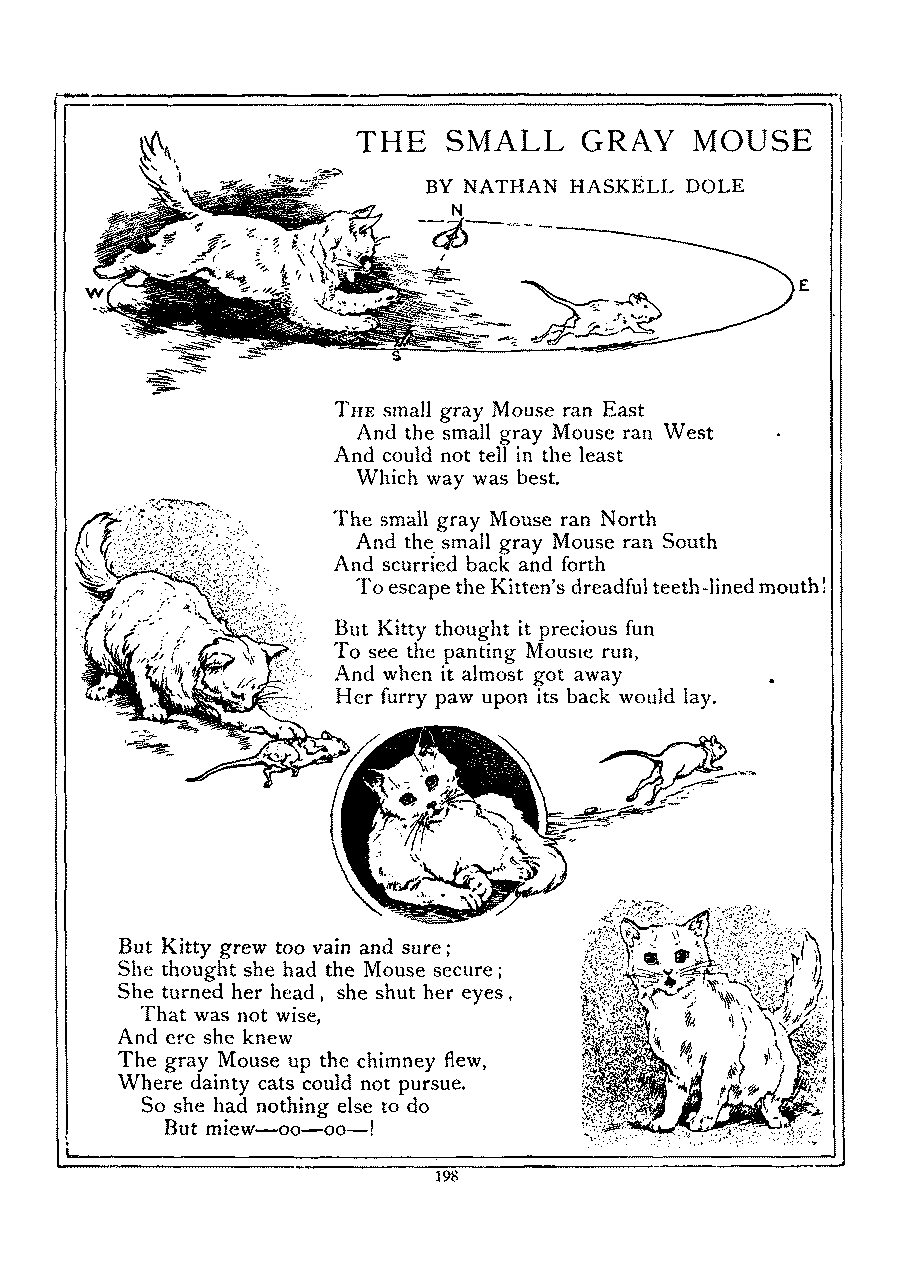 THE SMALL GRAY MOUSE
BY NATHAN HASKELL DOLE
N
W
E
S
THE small gray Mouse ran East
And the small gray Mouse ran West
And could not tell in the least
Which way was best.
The small gray Mouse ran North
And the small gray Mouse ran South
And scurried back and forth
To escape the Kitten's dreadful teeth-lined mouth!
But Kitty thought it precious fun
To see the panting Mousie run,
And when it almost got away
Her furry paw upon its back would lay.
But Kitty grew too vain and sure;
She thought she had the Mouse secure;
She turned her head, she shut her eyes,
That was not wise,
And ere she knew
The gray Mouse up the chimney flew,
Where dainty cats could not pursue.
So she had nothing else to do
But miew—oo—oo—!
198